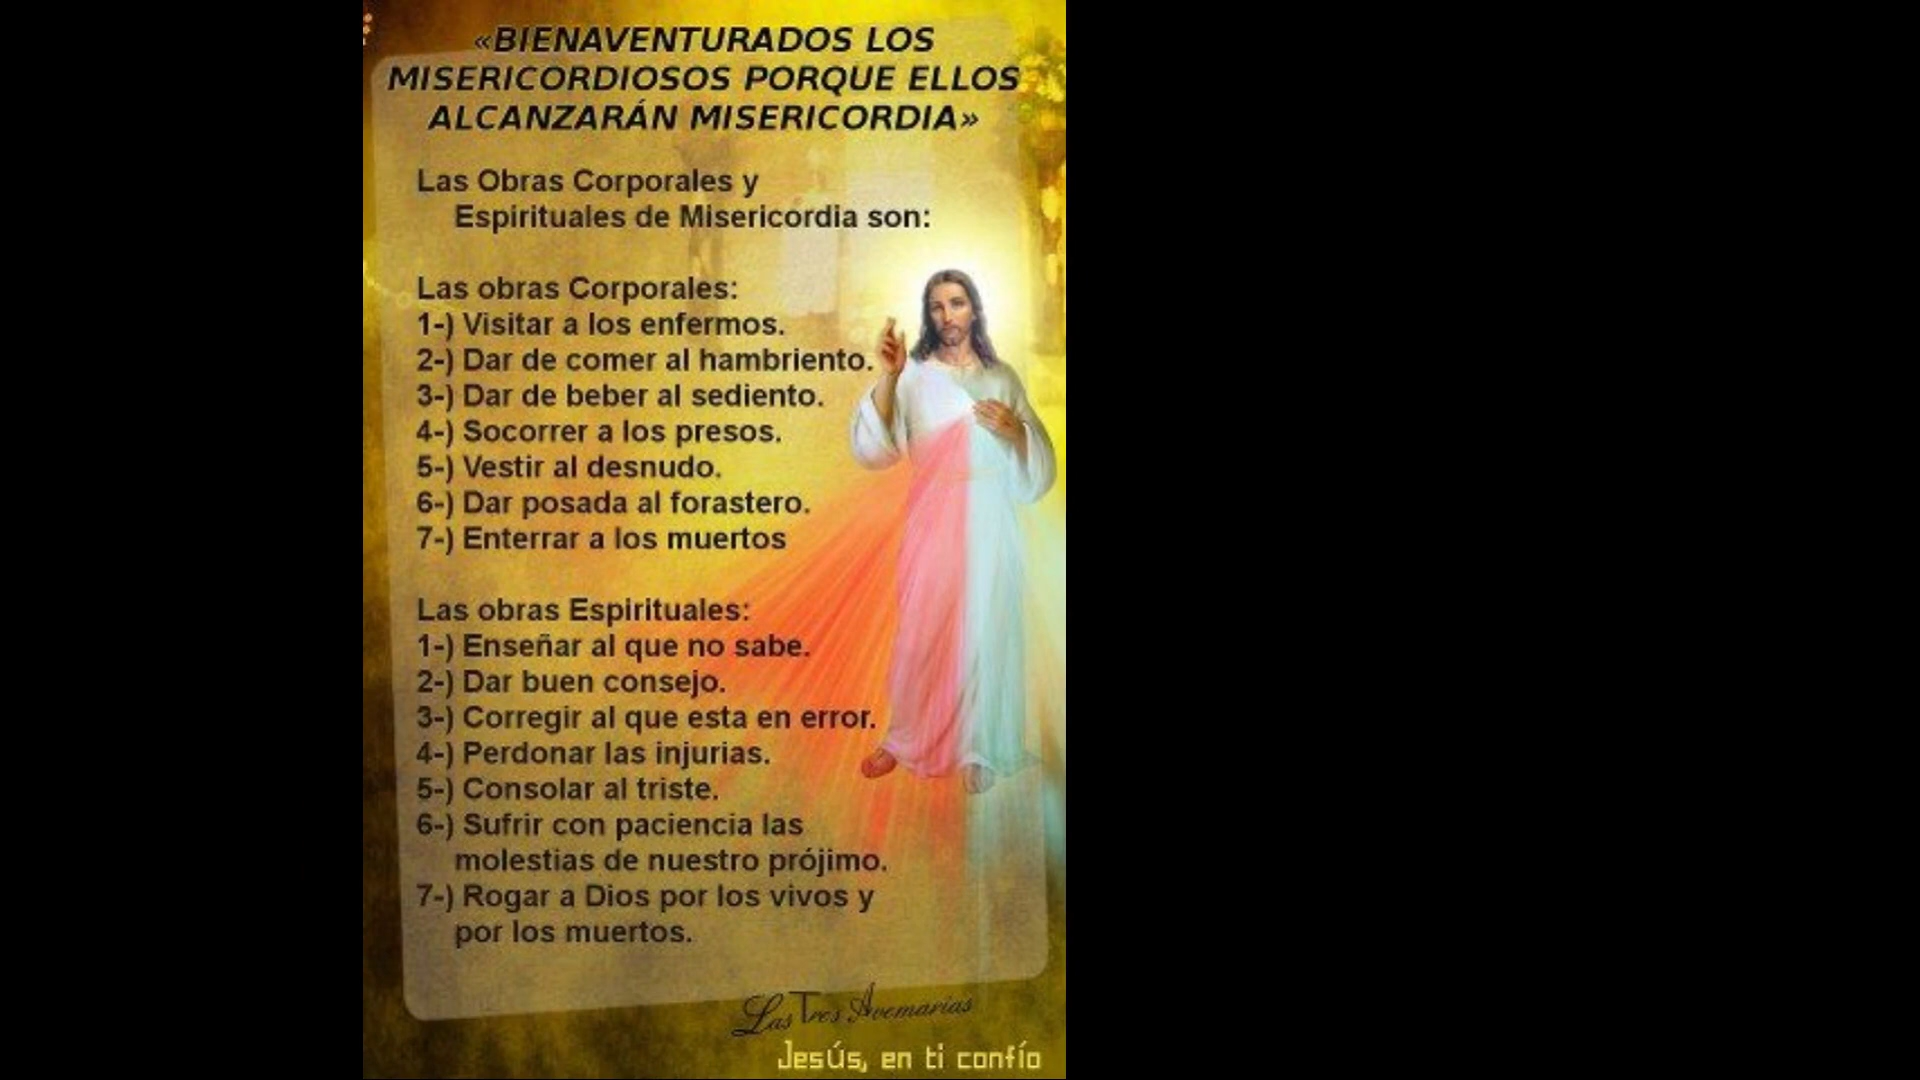 «BIENAVENTURADOS LOS
MISERICORDIOSOS PORQUE ELLOS
ALCANZARÁN MISERICORDIA»
Las Obras Corporales y
Espirituales de Misericordia son:
Las obras Corporales:
1-) Visitar a los enfermos.
2-) Dar de comer al hambriento.
3-) Dar de beber al sediento.
4-) Socorrer a los presos.
5-) Vestir al desnudo.
6-) Dar posada al forastero.
7-) Enterrar a los muertos
Las obras Espirituales:
1-) Enseñar al que no sabe.
2-) Dar buen consejo.
3-) Corregir al que esta en error.
4-) Perdonar las injurias.
5-) Consolar al triste.
6-) Sufrir con paciencia las
molestias de nuestro prójimo.
7-) Rogar a Dios por los vivos y
por los muertos.
Las Tres Avemarías
Jesús, en ti confío